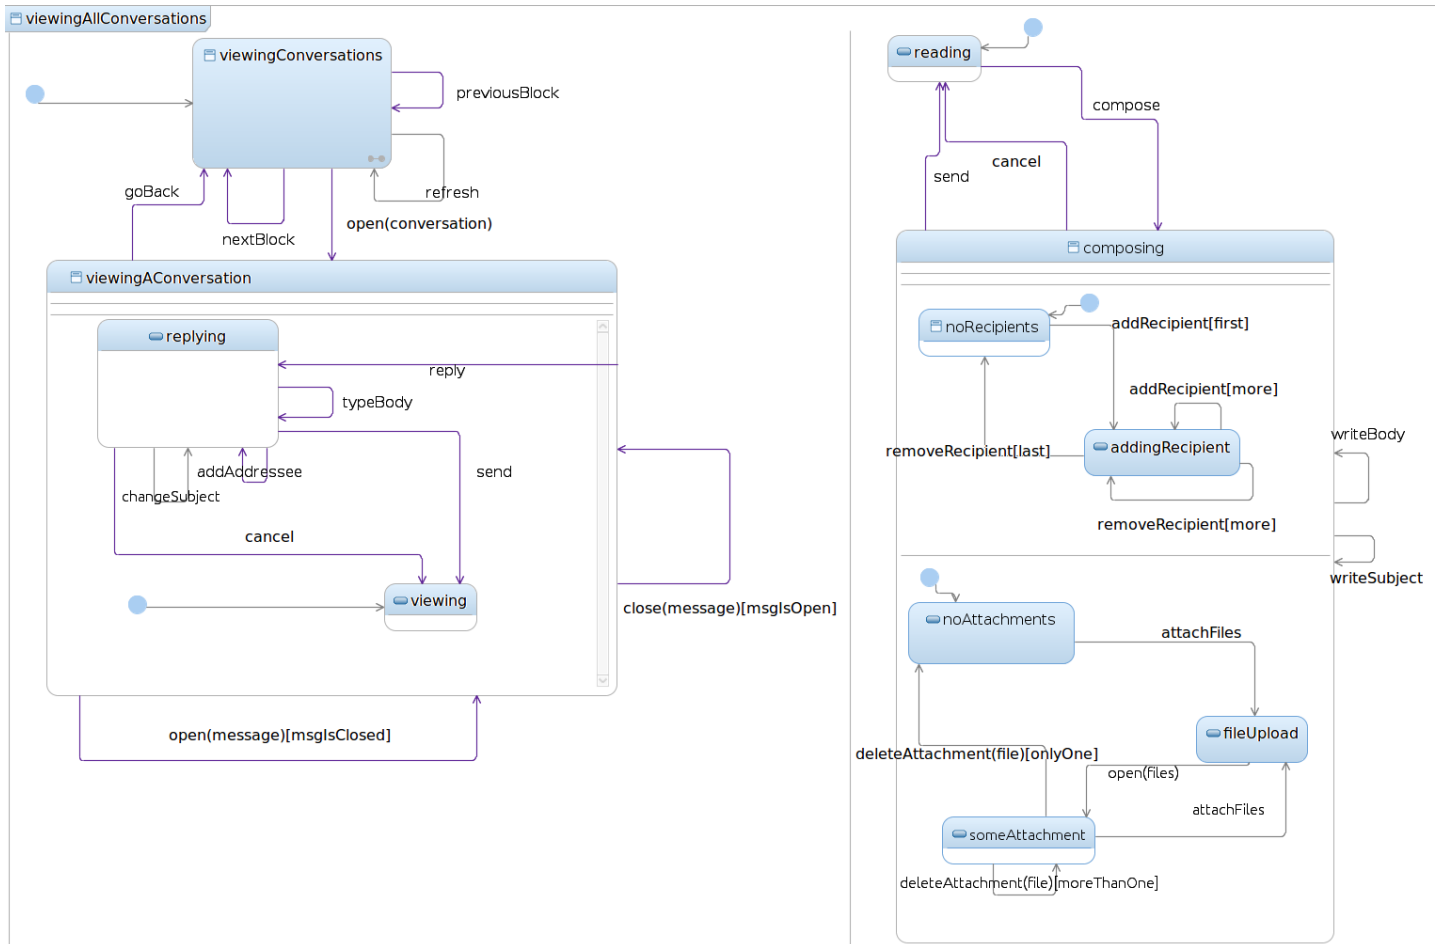 viewingAllConversations
viewingConversations
previousBlock
refresh
goBack
nextBlock
open(conversation)
viewingAConversation
replying
reply
typeBody
addAddressee
changeSubject
send
cancel
viewing
close(message)[msgIsOpen]
open(message)[msgIsClosed]
reading
compose
cancel
send
composing
noRecipients
addRecipient[first]
addRecipient[more]
addingRecipient
removeRecipient[last]
removeRecipient[more]
writeBody
writeSubject
noAttachments
attachFiles
fileUpload
deleteAttachment(file)[onlyOne]
open(files)
attachFiles
someAttachment
deleteAttachment(file)[moreThanOne]